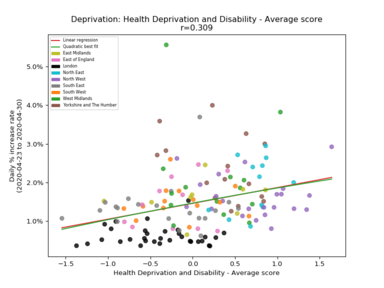 Deprivation: Health Deprivation and Disability - Average score
r=0.309
Linear regression
Quadratic best fit
East Midlands
East of England
London
North East
North West
South East
South West
West Midlands
Yorkshire and The Humber
Daily % increase rate
(2020-04-23 to 2020-04-30)
5.0%
4.0%
3.0%
2.0%
1.0%
−1.5
−1.0
−0.5
0.0
0.5
1.0
1.5
Health Deprivation and Disability - Average score